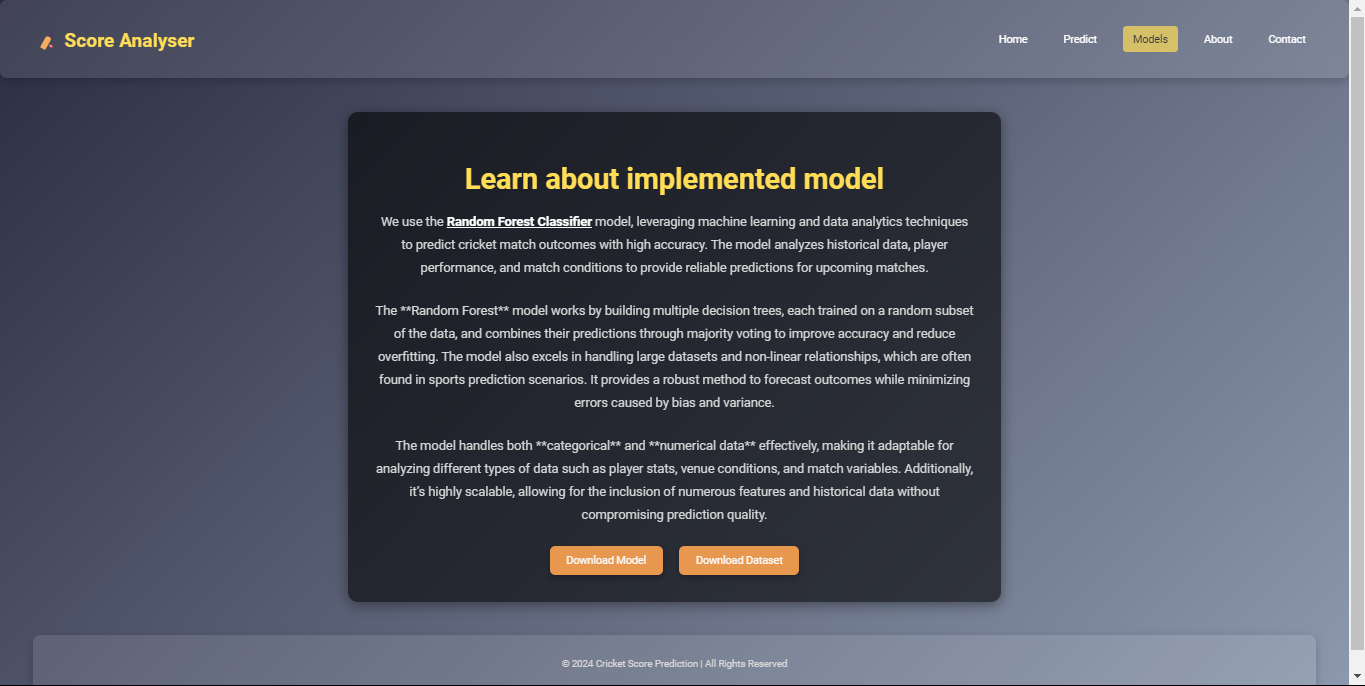 Score Analyser
Home
Predict
Models
About
Contact
Learn about implemented model
We use the Random Forest Classifier model, leveraging machine learning and data analytics techniques
to predict cricket match outcomes with high accuracy. The model analyzes historical data, player
performance, and match conditions to provide reliable predictions for upcoming matches.
The **Random Forest** model works by building multiple decision trees, each trained on a random subset
of the data, and combines their predictions through majority voting to improve accuracy and reduce
overfitting. The model also excels in handling large datasets and non-linear relationships, which are often
found in sports prediction scenarios. It provides a robust method to forecast outcomes while minimizing
errors caused by bias and variance.
The model handles both **categorical** and **numerical data** effectively, making it adaptable for
analyzing different types of data such as player stats, venue conditions, and match variables. Additionally,
it's highly scalable, allowing for the inclusion of numerous features and historical data without
compromising prediction quality.
Download Model
Download Dataset
© 2024 Cricket Score Prediction | All Rights Reserved